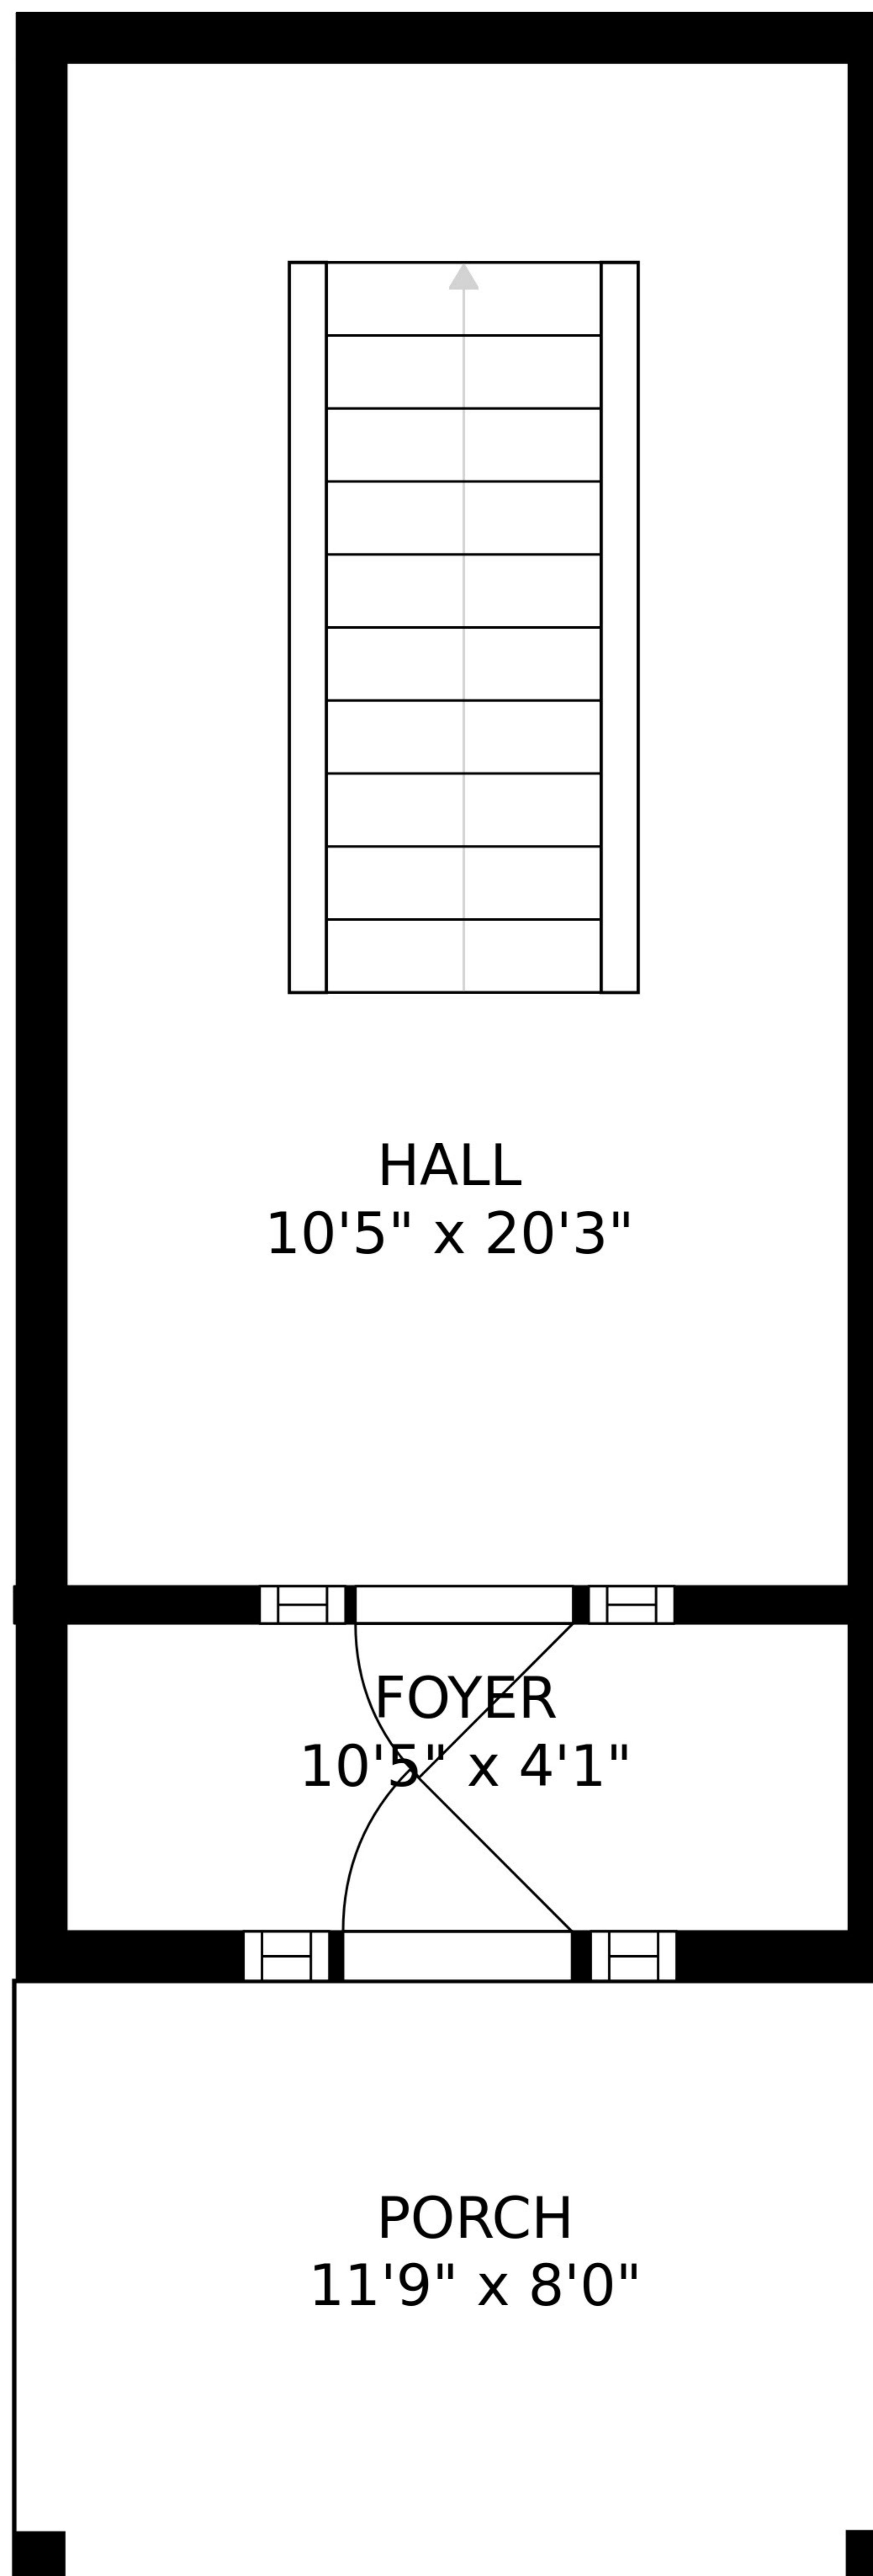 HALL
10'5" x 20'3"
FOYER
10'5" x 4'1"
PORCH
11'9" x 8'0"